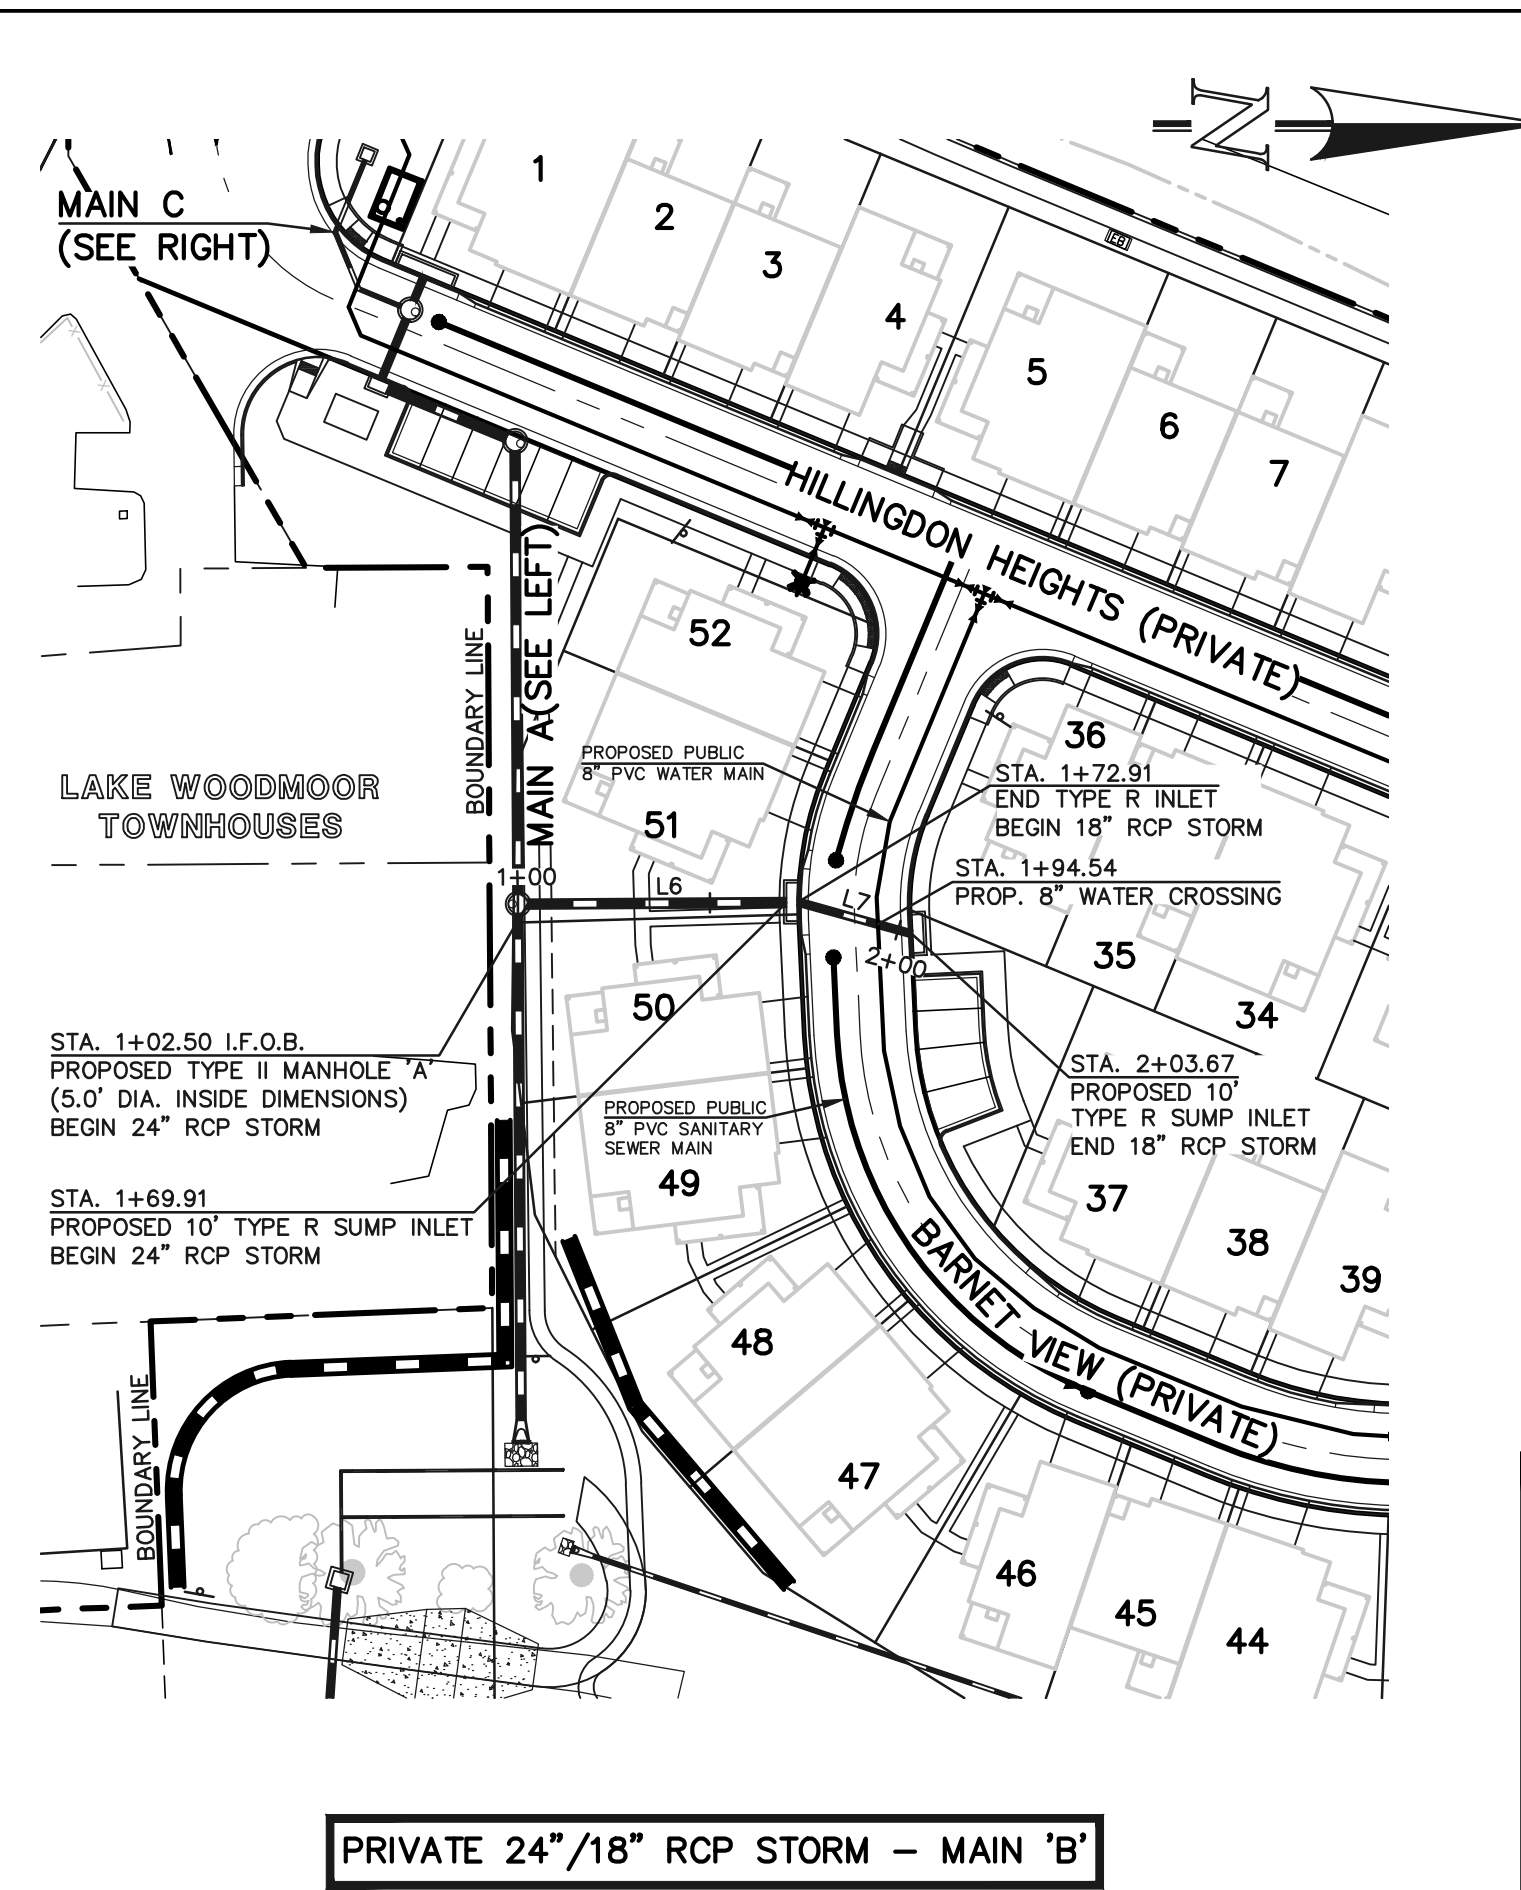 N
MAIN C
(SEE RIGHT)
1
2
3
4
EB
5
6
7
HILLINGDON HEIGHTS (PRIVATE)
MAIN A (SEE LEFT)
BOUNDARY LINE
52
36
PROPOSED PUBLIC
8" PVC WATER MAIN
51
STA. 1+72.91
END TYPE R INLET
BEGIN 18" RCP STORM
LAKE WOODMOOR
TOWNHOUSES
STA. 1+94.54
PROP. 8" WATER CROSSING
1+00
L6
L7
2+00
35
34
50
STA. 1+02.50 I.F.O.B.
PROPOSED TYPE II MANHOLE 'A'
(5.0' DIA. INSIDE DIMENSIONS)
BEGIN 24" RCP STORM
STA. 2+03.67
PROPOSED 10'
TYPE R SUMP INLET
END 18" RCP STORM
PROPOSED PUBLIC
8" PVC SANITARY
SEWER MAIN
49
STA. 1+69.91
PROPOSED 10' TYPE R SUMP INLET
BEGIN 24" RCP STORM
37
38
39
BARNET VIEW (PRIVATE)
48
47
BOUNDARY LINE
46
45
44
PRIVATE 24"/18" RCP STORM – MAIN 'B'